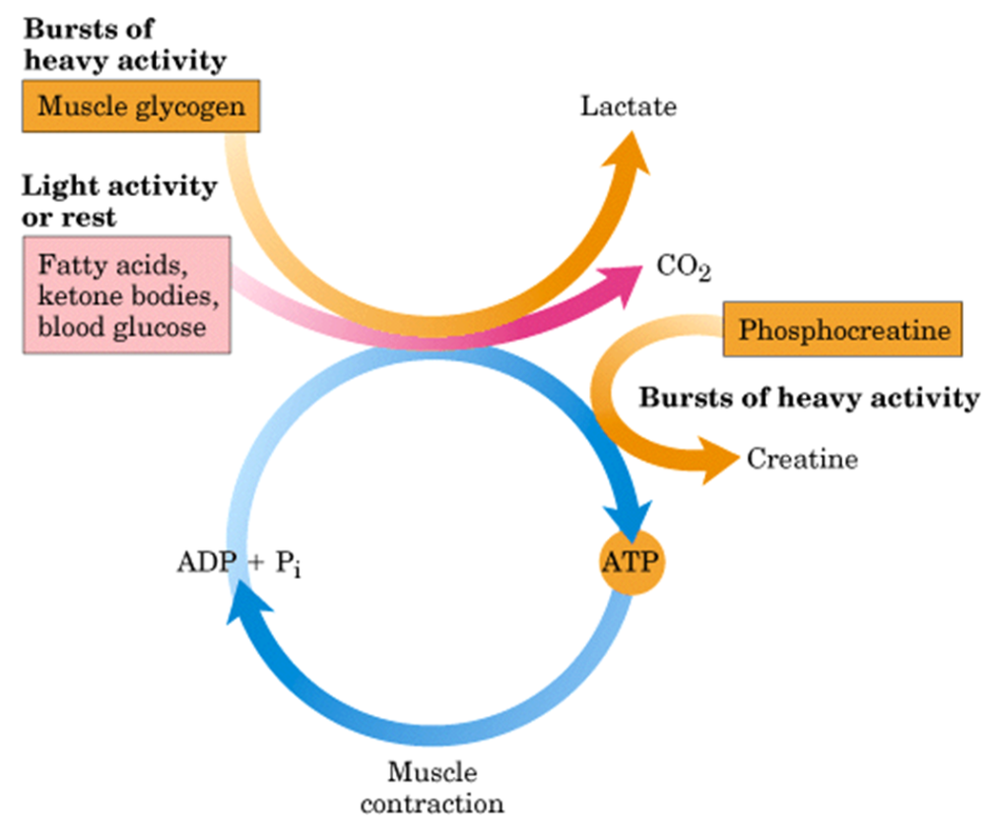 Bursts of
heavy activity
Muscle glycogen
Lactate
Light activity
or rest
Fatty acids,
ketone bodies,
blood glucose
CO₂
Phosphocreatine
Bursts of heavy activity
Creatine
ADP + Pᵢ
ATP
Muscle
contraction